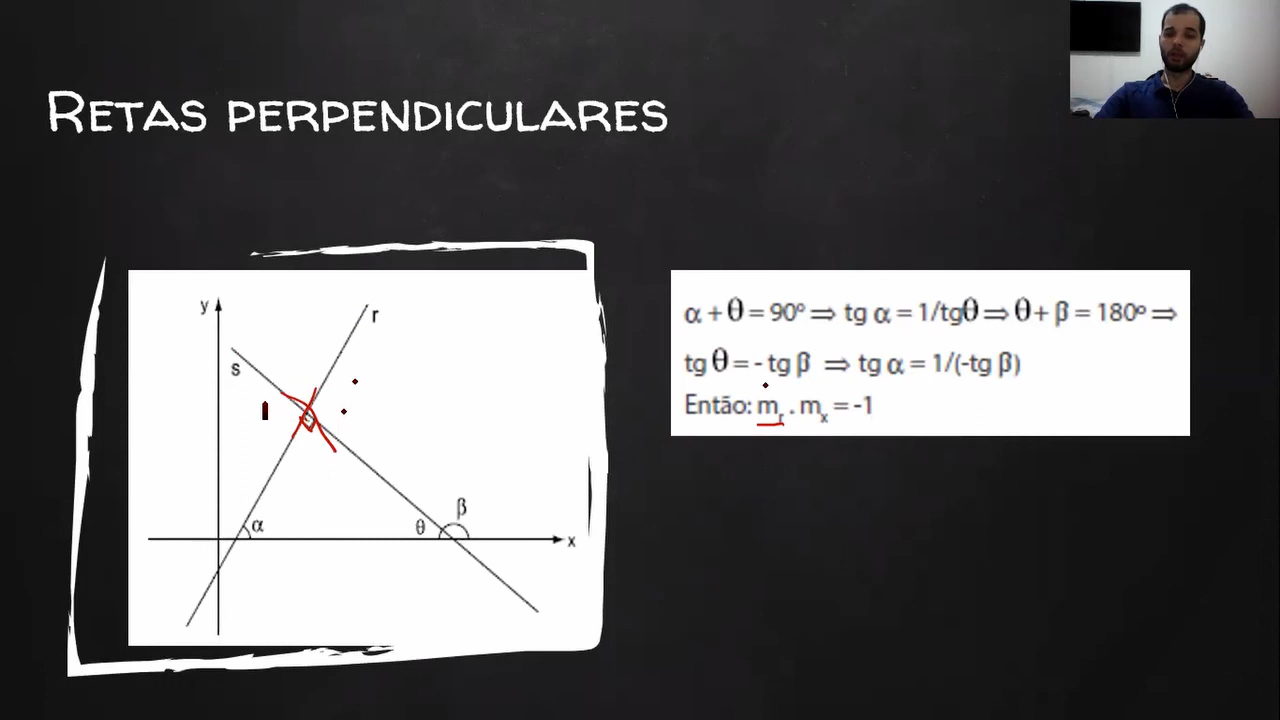 RETAS PERPENDICULARES
y
r
s
α
θ
β
x
α + θ = 90º ⇒ tg α = 1/tgθ ⇒ θ + β = 180º ⇒
tg θ = - tg β ⇒ tg α = 1/(-tg β)
Então: mᵣ . mₓ = -1